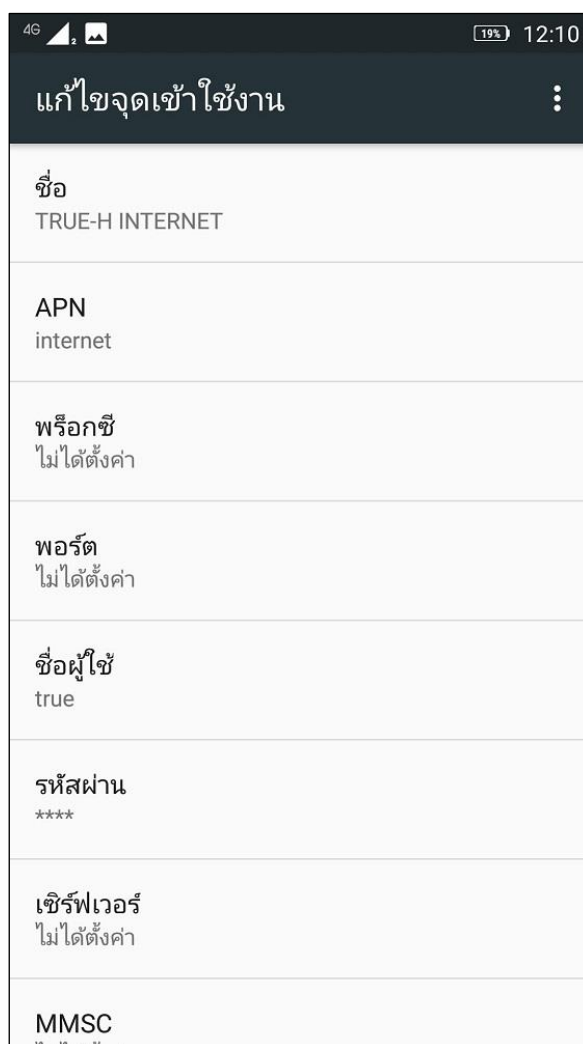 4G 2 19% 12:10
แก้ไขจุดเข้าใช้งาน
ชื่อ
TRUE-H INTERNET
APN
internet
พร็อกซี
ไม่ได้ตั้งค่า
พอร์ต
ไม่ได้ตั้งค่า
ชื่อผู้ใช้
true
รหัสผ่าน
****
เซิร์ฟเวอร์
ไม่ได้ตั้งค่า
MMSC